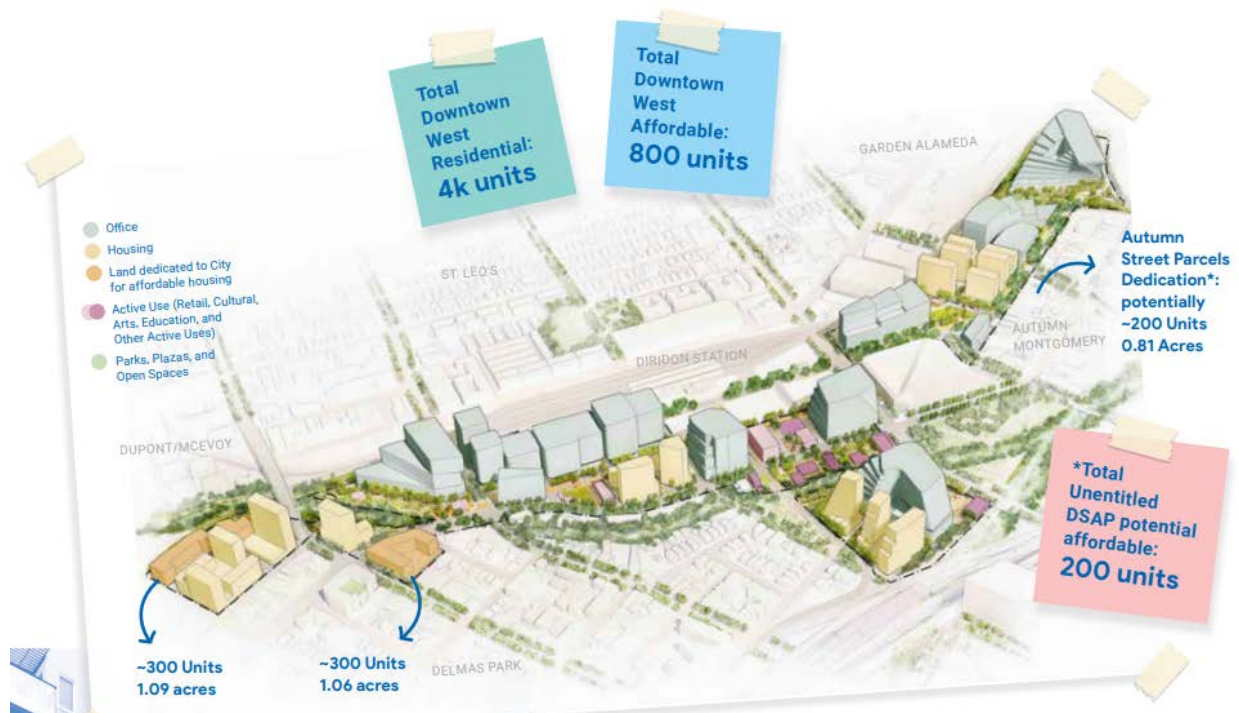 Total
Downtown
West
Residential:
4k units
Total
Downtown
West
Affordable:
800 units
GARDEN ALAMEDA
Office
Housing
Land dedicated to City
for affordable housing
Active Use (Retail, Cultural,
Arts, Education, and
Other Active Uses)
Parks, Plazas, and
Open Spaces
ST. LEO'S
Autumn
Street Parcels
Dedication*:
potentially
~200 Units
0.81 Acres
AUTUMN-
MONTGOMERY
DIRIDON STATION
DUPONT/MCEVOY
*Total
Unentitled
DSAP potential
affordable:
200 units
~300 Units
1.09 acres
~300 Units
1.06 acres
DELMAS PARK